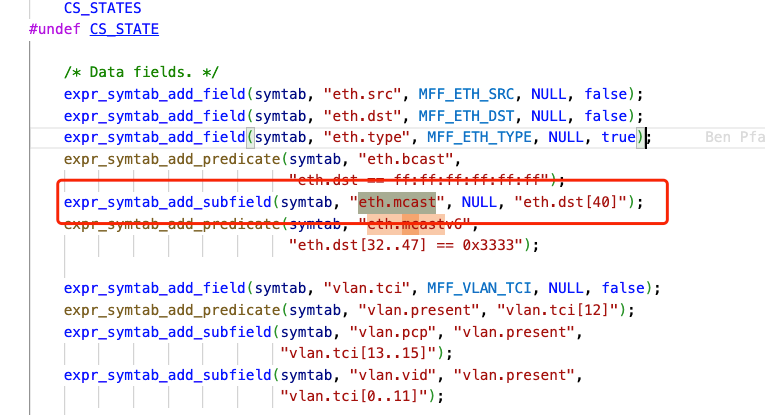 CS_STATES
#undef CS_STATE
/* Data fields. */
expr_symtab_add_field(symtab, "eth.src", MFF_ETH_SRC, NULL, false);
expr_symtab_add_field(symtab, "eth.dst", MFF_ETH_DST, NULL, false);
expr_symtab_add_field(symtab, "eth.type", MFF_ETH_TYPE, NULL, true); Ben Pfa
expr_symtab_add_predicate(symtab, "eth.bcast",
"eth.dst == ff:ff:ff:ff:ff:ff");
expr_symtab_add_subfield(symtab, "eth.mcast", NULL, "eth.dst[40]");
expr_symtab_add_predicate(symtab, "eth.mcastv6",
"eth.dst[32..47] == 0x3333");
expr_symtab_add_field(symtab, "vlan.tci", MFF_VLAN_TCI, NULL, false);
expr_symtab_add_predicate(symtab, "vlan.present", "vlan.tci[12]");
expr_symtab_add_subfield(symtab, "vlan.pcp", "vlan.present",
"vlan.tci[13..15]");
expr_symtab_add_subfield(symtab, "vlan.vid", "vlan.present",
"vlan.tci[0..11]");